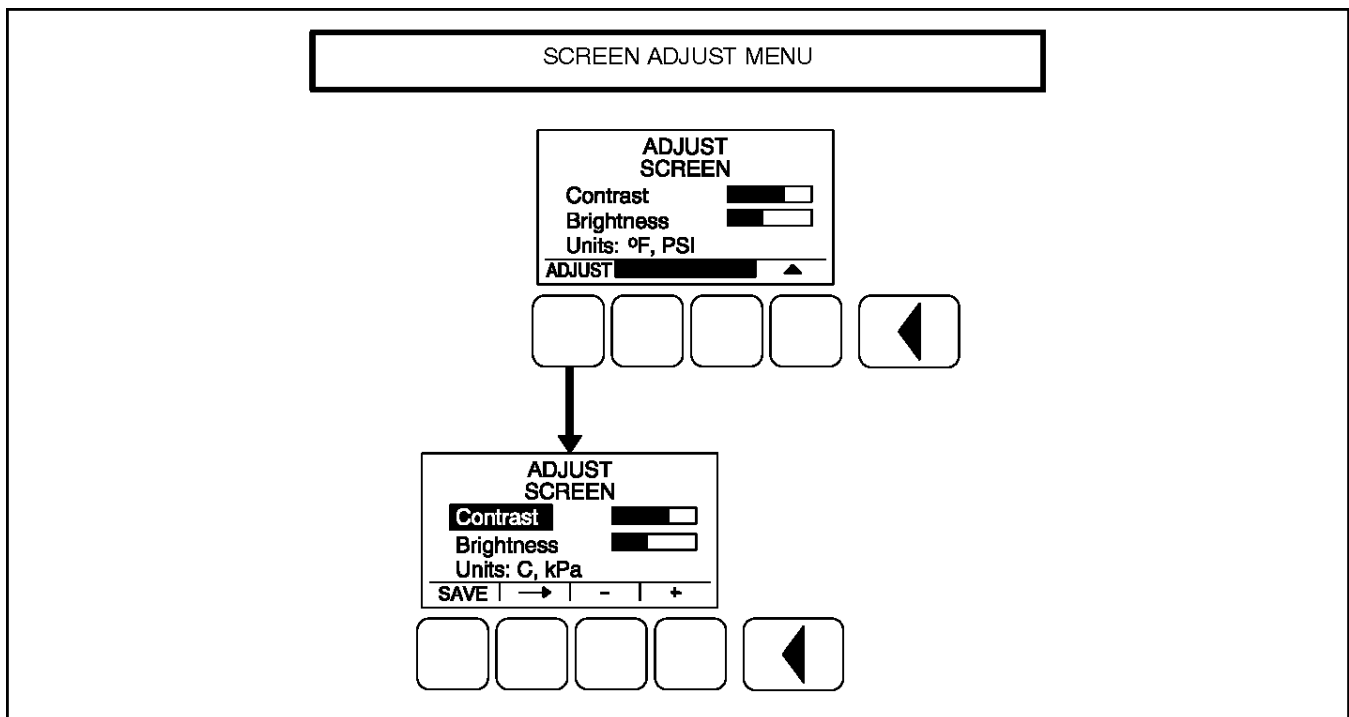 SCREEN ADJUST MENU
ADJUST
SCREEN
Contrast
Brightness
Units: ºF, PSI
ADJUST
ADJUST
SCREEN
Contrast
Brightness
Units: C, kPa
SAVE | → | - | +